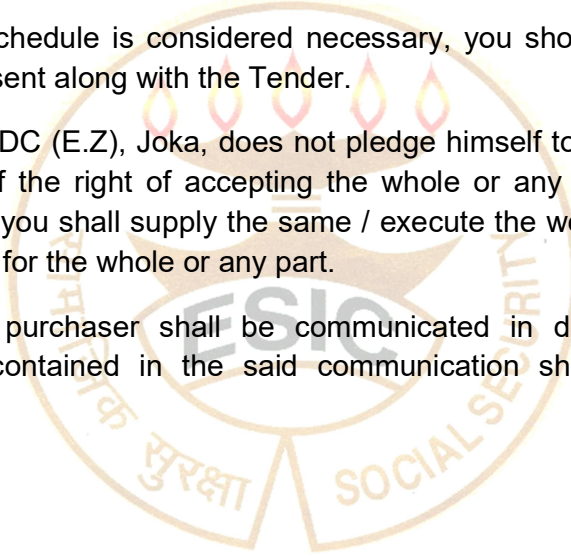 chedule is considered necessary, you sho
sent along with the Tender.
DC (E.Z), Joka, does not pledge himself to
f the right of accepting the whole or any
you shall supply the same / execute the wo
for the whole or any part.
purchaser shall be communicated in d
contained in the said communication sh
ESIC
सामाजिक सुरक्षा
SOCIAL SECURITY